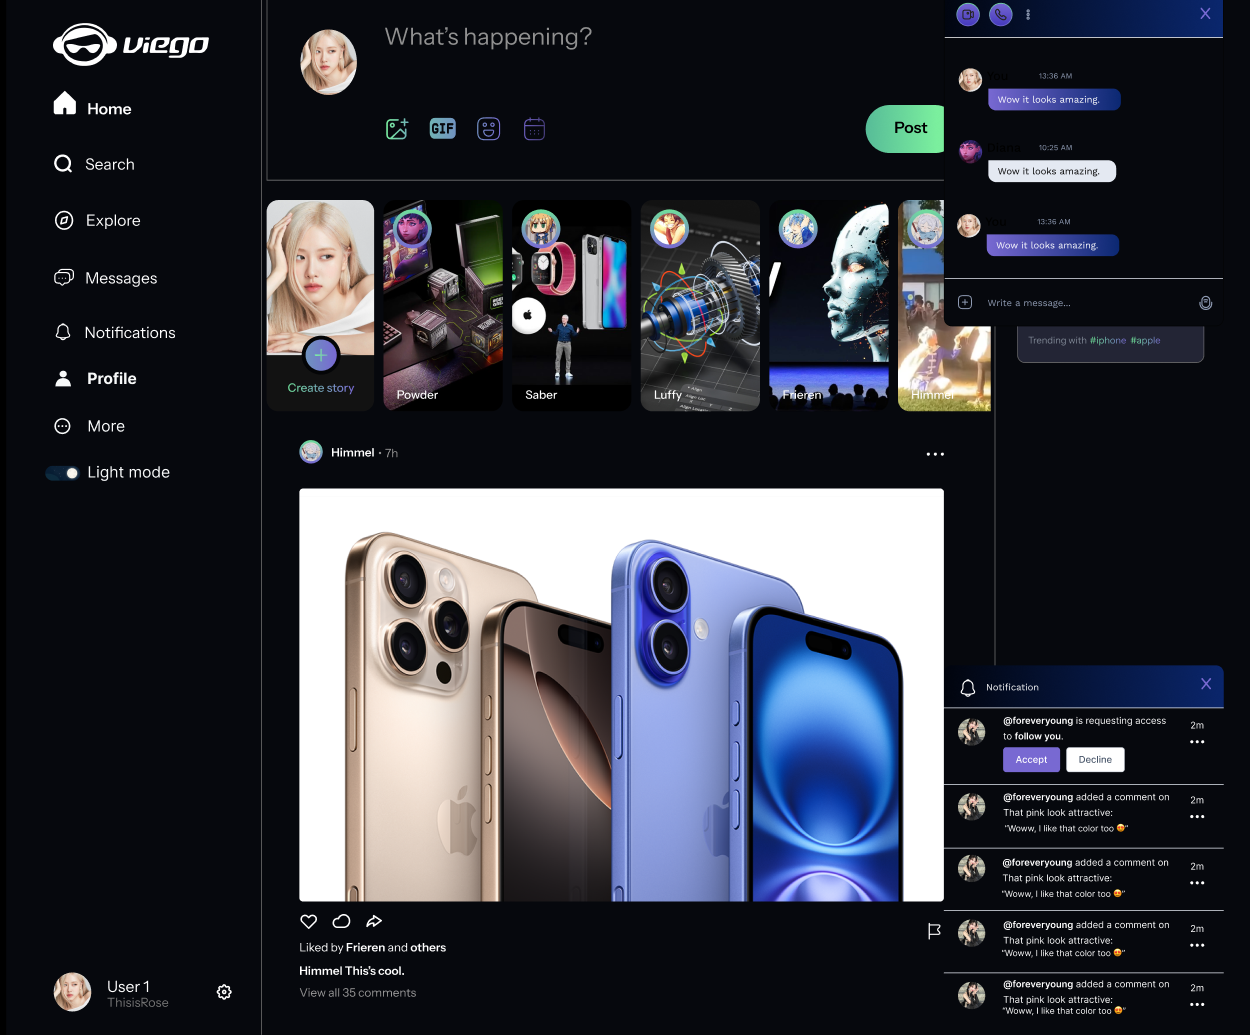 viego
Home
Search
Explore
Messages
Notifications
Profile
More
Light mode
User 1
ThisisRose
What's happening?
GIF
Post
Create story
Powder
Saber
Luffy
Frieren
Himmel
Himmel · 7h
Liked by Frieren and others
Himmel This's cool.
View all 35 comments
X
You 13:36 AM
Wow it looks amazing.
10:25 AM
Wow it looks amazing.
You 13:36 AM
Wow it looks amazing.
Write a message...
Trending with #iphone #apple
Notification X
@foreveryoung is requesting access
to follow you.
2m
Accept Decline
@foreveryoung added a comment on
That pink look attractive:
"Woww, I like that color too 😍"
2m
@foreveryoung added a comment on
That pink look attractive:
"Woww, I like that color too 😍"
2m
@foreveryoung added a comment on
That pink look attractive:
"Woww, I like that color too 😍"
2m
@foreveryoung added a comment on
That pink look attractive:
"Woww, I like that color too 😍"
2m